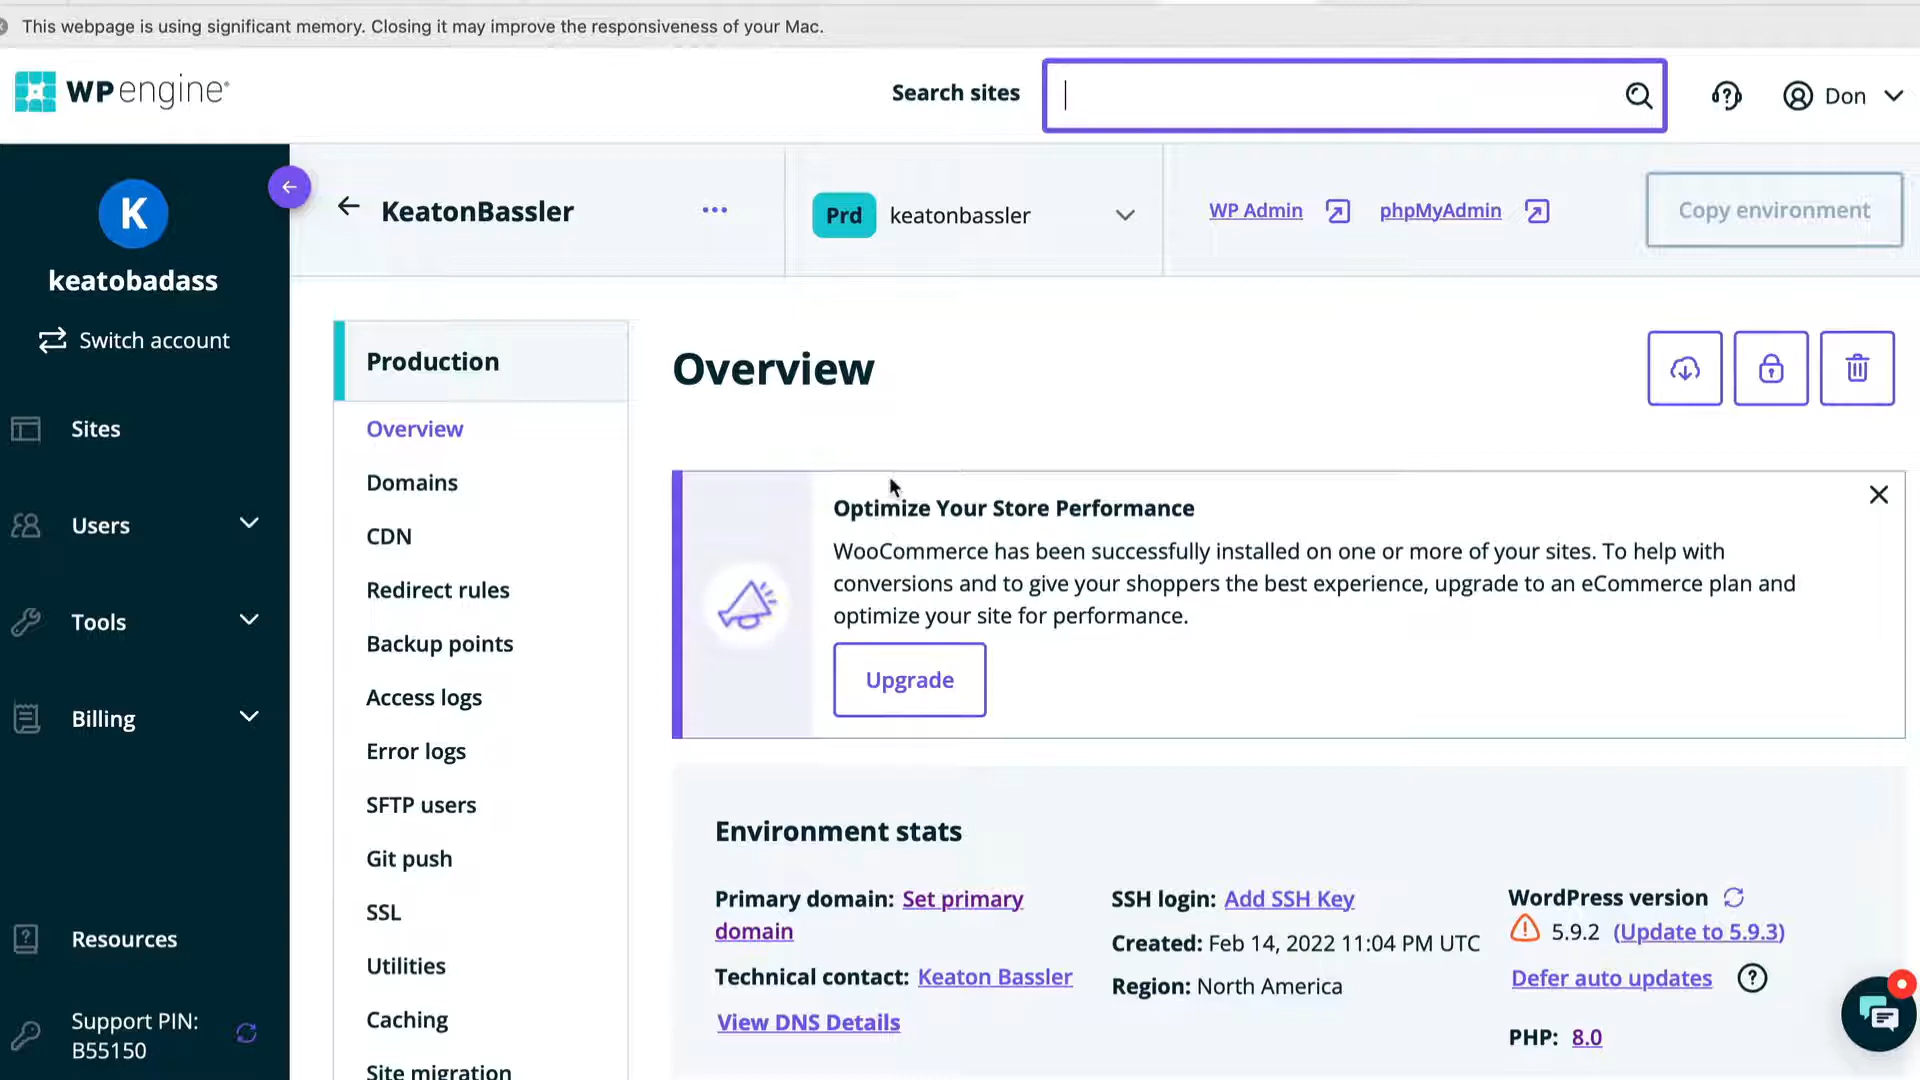 This webpage is using significant memory. Closing it may improve the responsiveness of your Mac.
WP engine®
Search sites
Don
K
keatobadass
Switch account
Sites
Users
Tools
Billing
Resources
Support PIN:
B55150
KeatonBassler
...
Prd keatonbassler
WP Admin
phpMyAdmin
Copy environment
Production
Overview
Domains
CDN
Redirect rules
Backup points
Access logs
Error logs
SFTP users
Git push
SSL
Utilities
Caching
Site migration
Overview
Optimize Your Store Performance
WooCommerce has been successfully installed on one or more of your sites. To help with
conversions and to give your shoppers the best experience, upgrade to an eCommerce plan and
optimize your site for performance.
Upgrade
Environment stats
Primary domain: Set primary
domain
Technical contact: Keaton Bassler
View DNS Details
SSH login: Add SSH Key
Created: Feb 14, 2022 11:04 PM UTC
Region: North America
WordPress version
5.9.2 (Update to 5.9.3)
Defer auto updates
PHP: 8.0